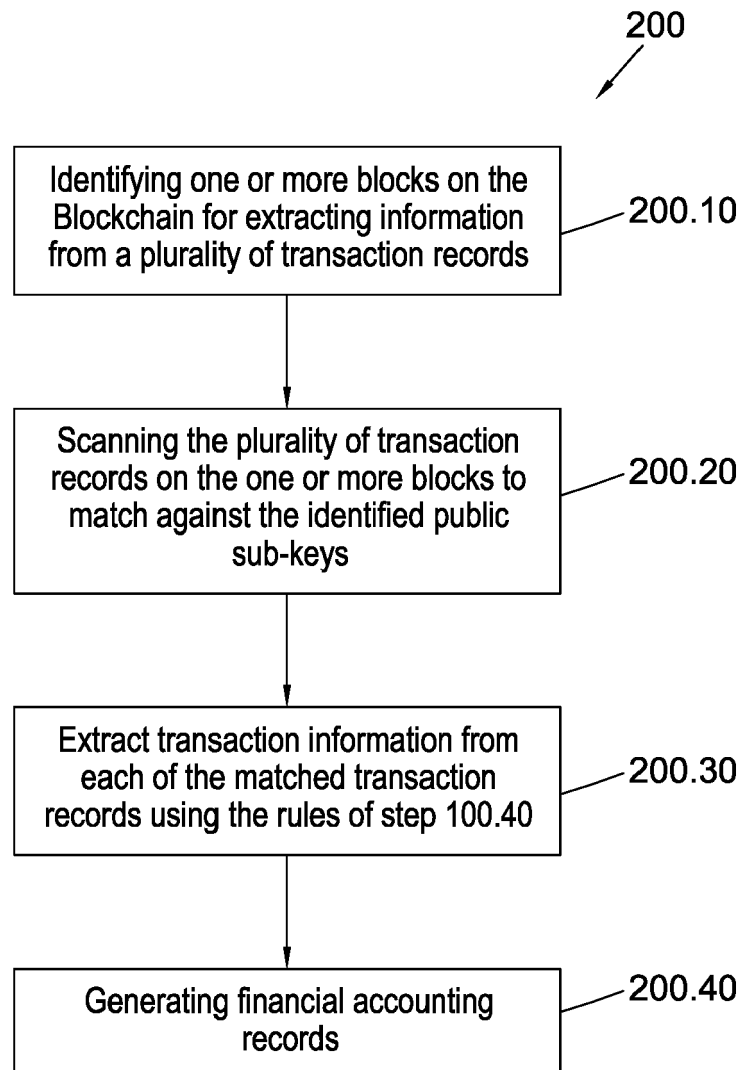 200
Identifying one or more blocks on the
Blockchain for extracting information
from a plurality of transaction records
200.10
Scanning the plurality of transaction
records on the one or more blocks to
match against the identified public
sub-keys
200.20
Extract transaction information from
each of the matched transaction
records using the rules of step 100.40
200.30
Generating financial accounting
records
200.40